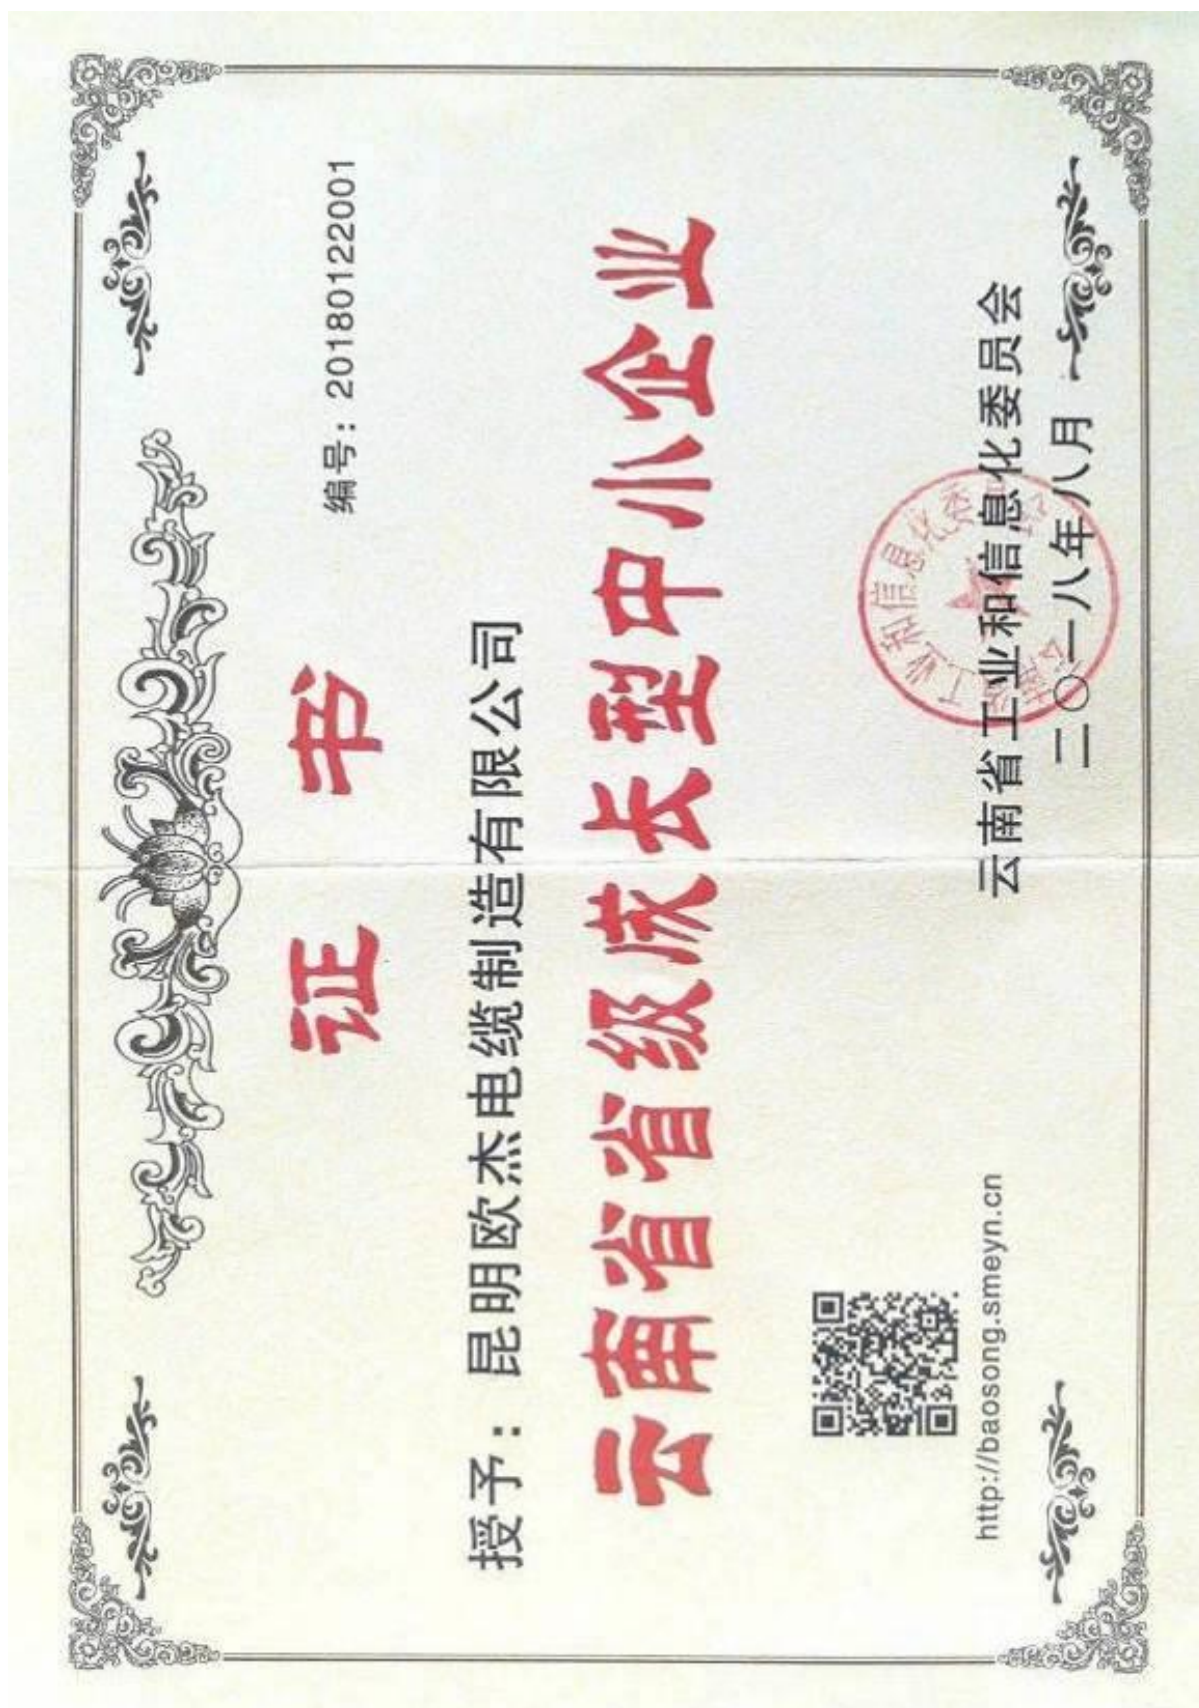 证书
编号：20180122001
授予：昆明欧杰电缆制造有限公司
云南省省级成长型中小企业
http://baosong.smeyn.cn
云南省工业和信息化委员会
二〇一八年八月